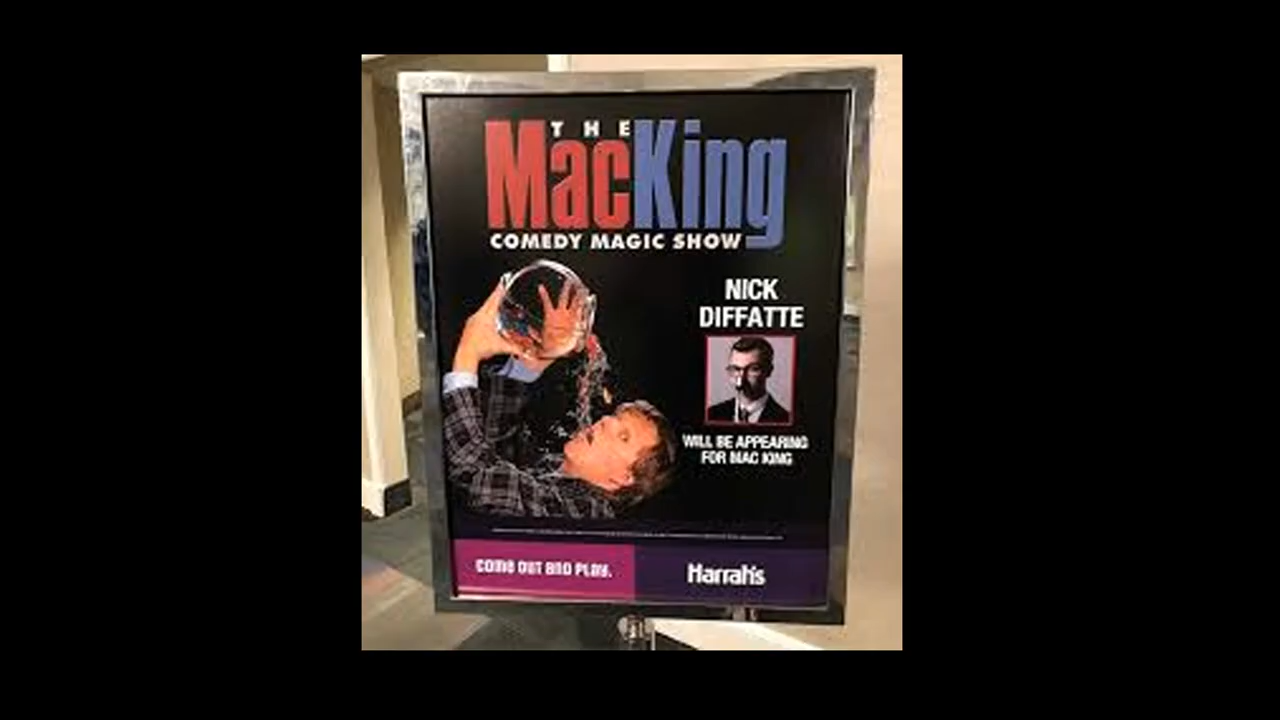 THE
MacKing
COMEDY MAGIC SHOW
NICK
DIFFATTE
WILL BE APPEARING
FOR MAC KING
COME OUT AND PLAY.
Harrah's